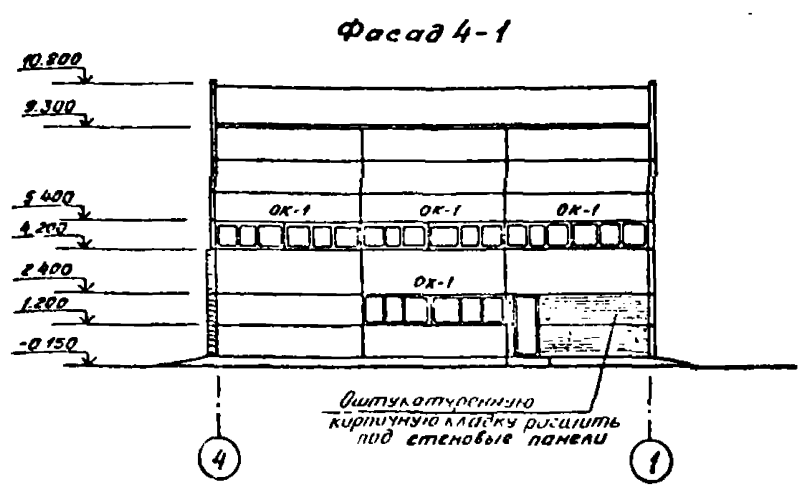 Фасад 4-1
10.800
9.300
5.400
4.200
2.400
1.200
-0.150
ОК-1
ОК-1
ОК-1
ОК-1
Оштукатуренную
кирпичную кладку расшить
под стеновые панели
4
1